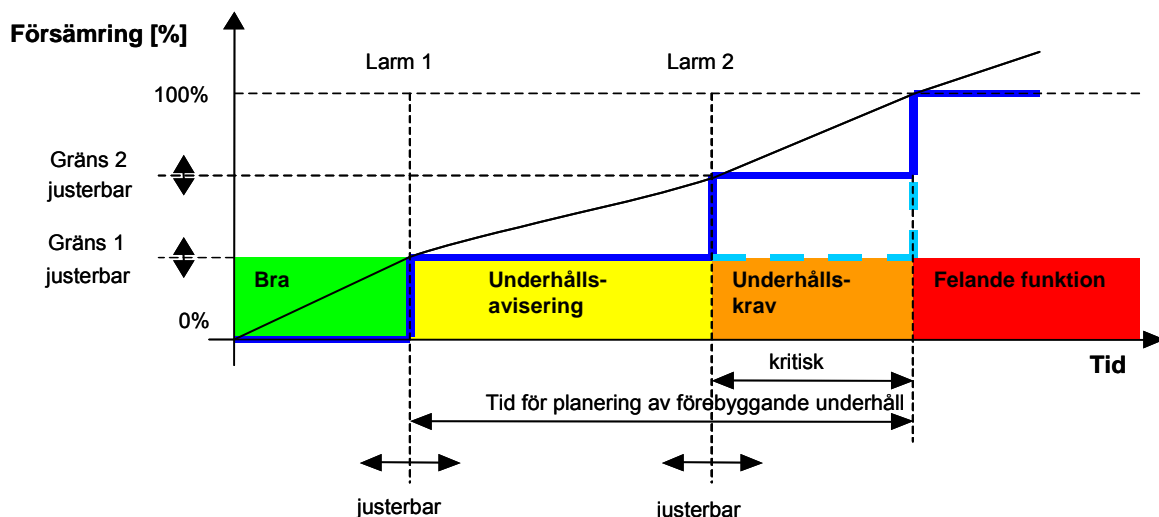 Försämring [%]
Larm 1
Larm 2
100%
Gräns 2
justerbar
Gräns 1
justerbar
0%
Bra
Underhålls-
avisering
Underhålls-
krav
Felande funktion
Tid
kritisk
Tid för planering av förebyggande underhåll
justerbar
justerbar